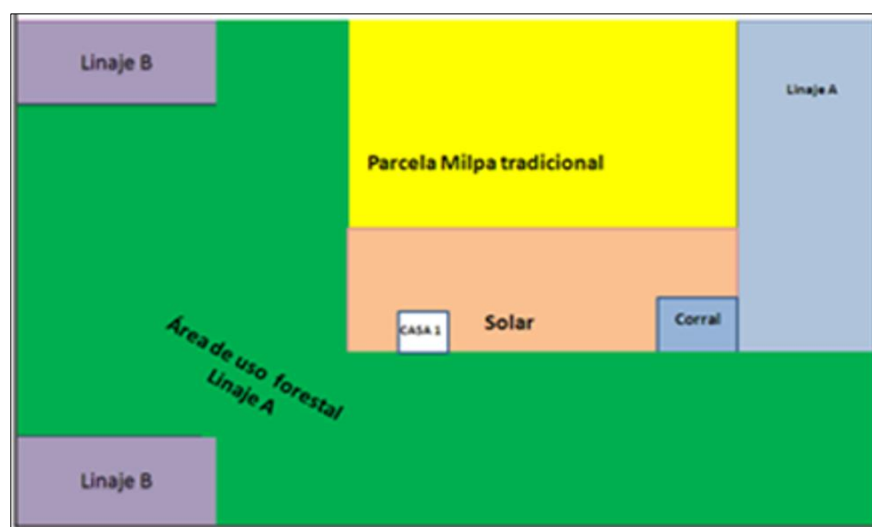 Linaje B
Linaje A
Parcela Milpa tradicional
CASA 1
Solar
Corral
Área de uso forestal
Linaje A
Linaje B